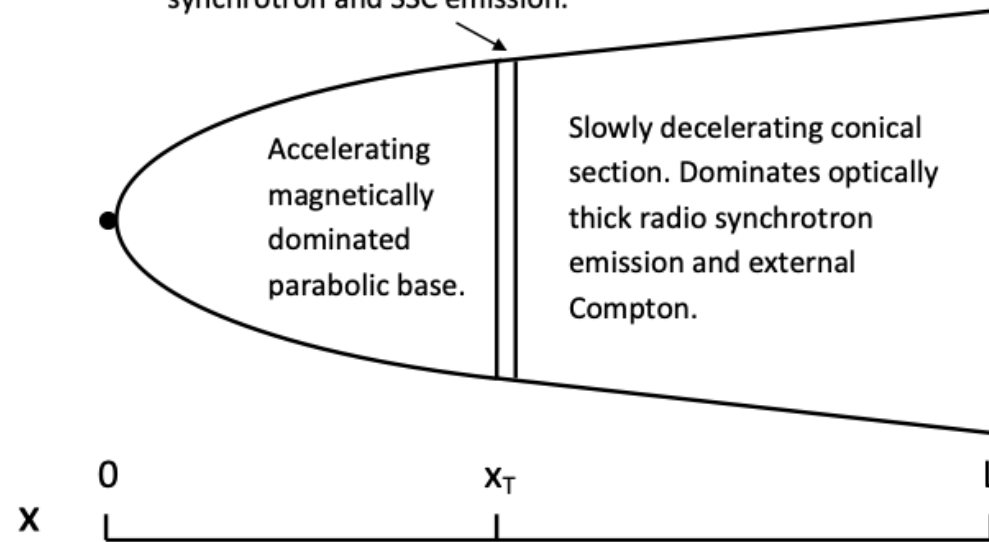 synchrotron and SSC emission.
Accelerating
magnetically
dominated
parabolic base.
Slowly decelerating conical
section. Dominates optically
thick radio synchrotron
emission and external
Compton.
0
x_T
x